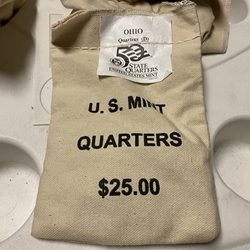 OHIO
Quarters (D)
50
STATE
QUARTERS
UNITED STATES MINT
U.S. MINT
QUARTERS
$25.00